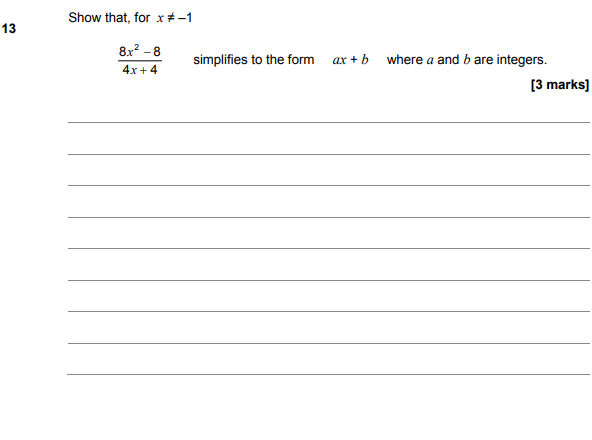 Show that, for x ≠ –1
13
8x² – 8
4x + 4
simplifies to the form ax + b where a and b are integers.
[3 marks]